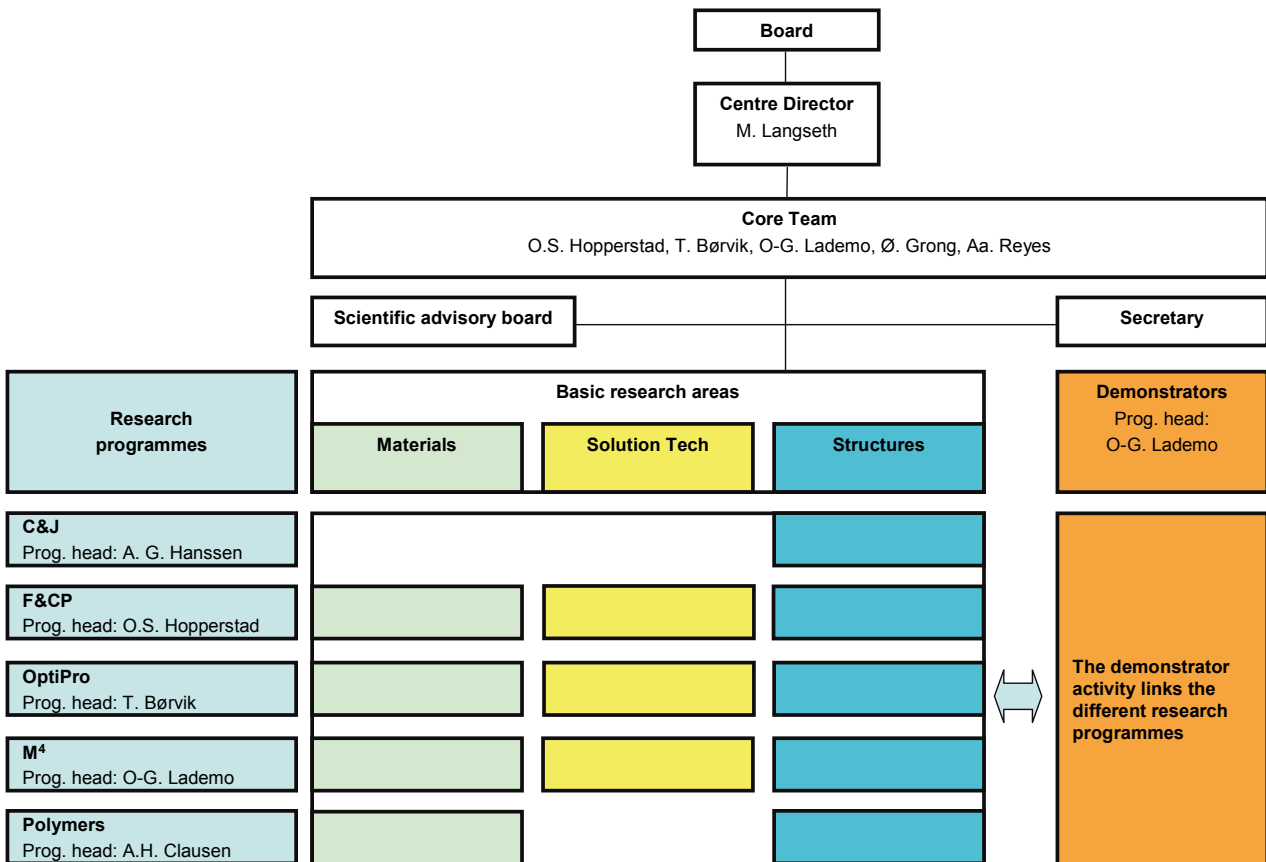 Board
Centre Director
M. Langseth
Core Team
O.S. Hopperstad, T. Børvik, O-G. Lademo, Ø. Grong, Aa. Reyes
Scientific advisory board
Secretary
Research
programmes
Basic research areas
Materials
Solution Tech
Structures
Demonstrators
Prog. head:
O-G. Lademo
C&J
Prog. head: A. G. Hanssen
F&CP
Prog. head: O.S. Hopperstad
OptiPro
Prog. head: T. Børvik
M⁴
Prog. head: O-G. Lademo
Polymers
Prog. head: A.H. Clausen
The demonstrator
activity links the
different research
programmes